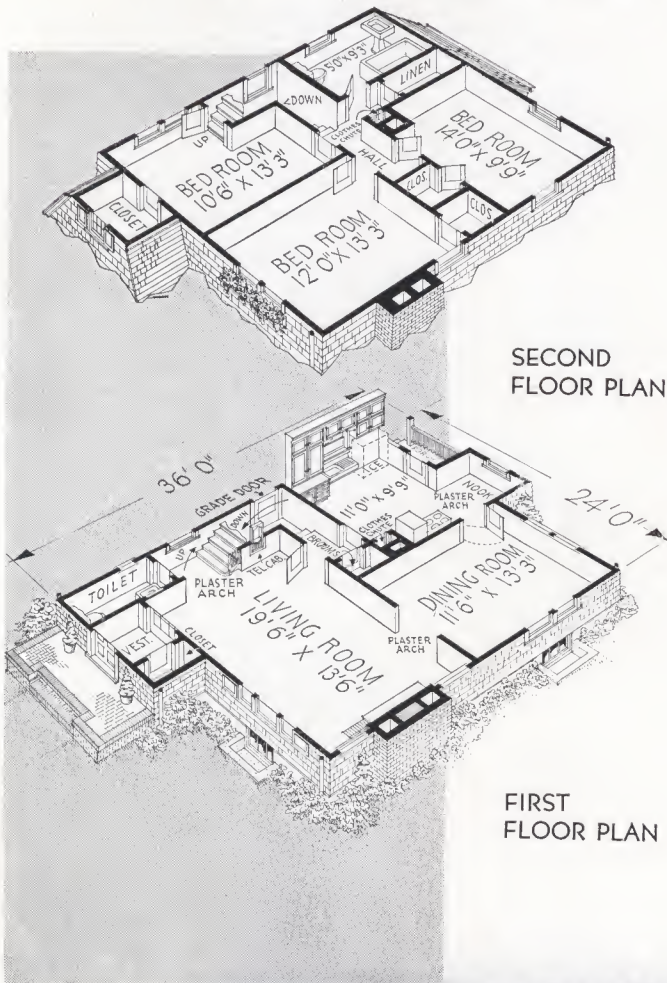 5'0" X 9'3"
LINEN
<DOWN
CLOTHES
CHUTE
UP
BED ROOM
14'0" X 9'9"
BED ROOM
10'6" X 13'3"
HALL
CLOS.
CLOS.
CLOSET
BED ROOM
12'0" X 13'3"
SECOND
FLOOR PLAN
36' 0"
24' 0"
GRADE DOOR
ICE
11'0" X 9'9"
NOOK
PLASTER
ARCH
DOWN
CLOTHES
CHUTE
BROOMS
UP
TEL. CAB.
PLASTER
ARCH
TOILET
DINING ROOM
11'6" X 13'3"
LIVING ROOM
19'6" X 13'6"
PLASTER
ARCH
VEST.
CLOSET
FIRST
FLOOR PLAN